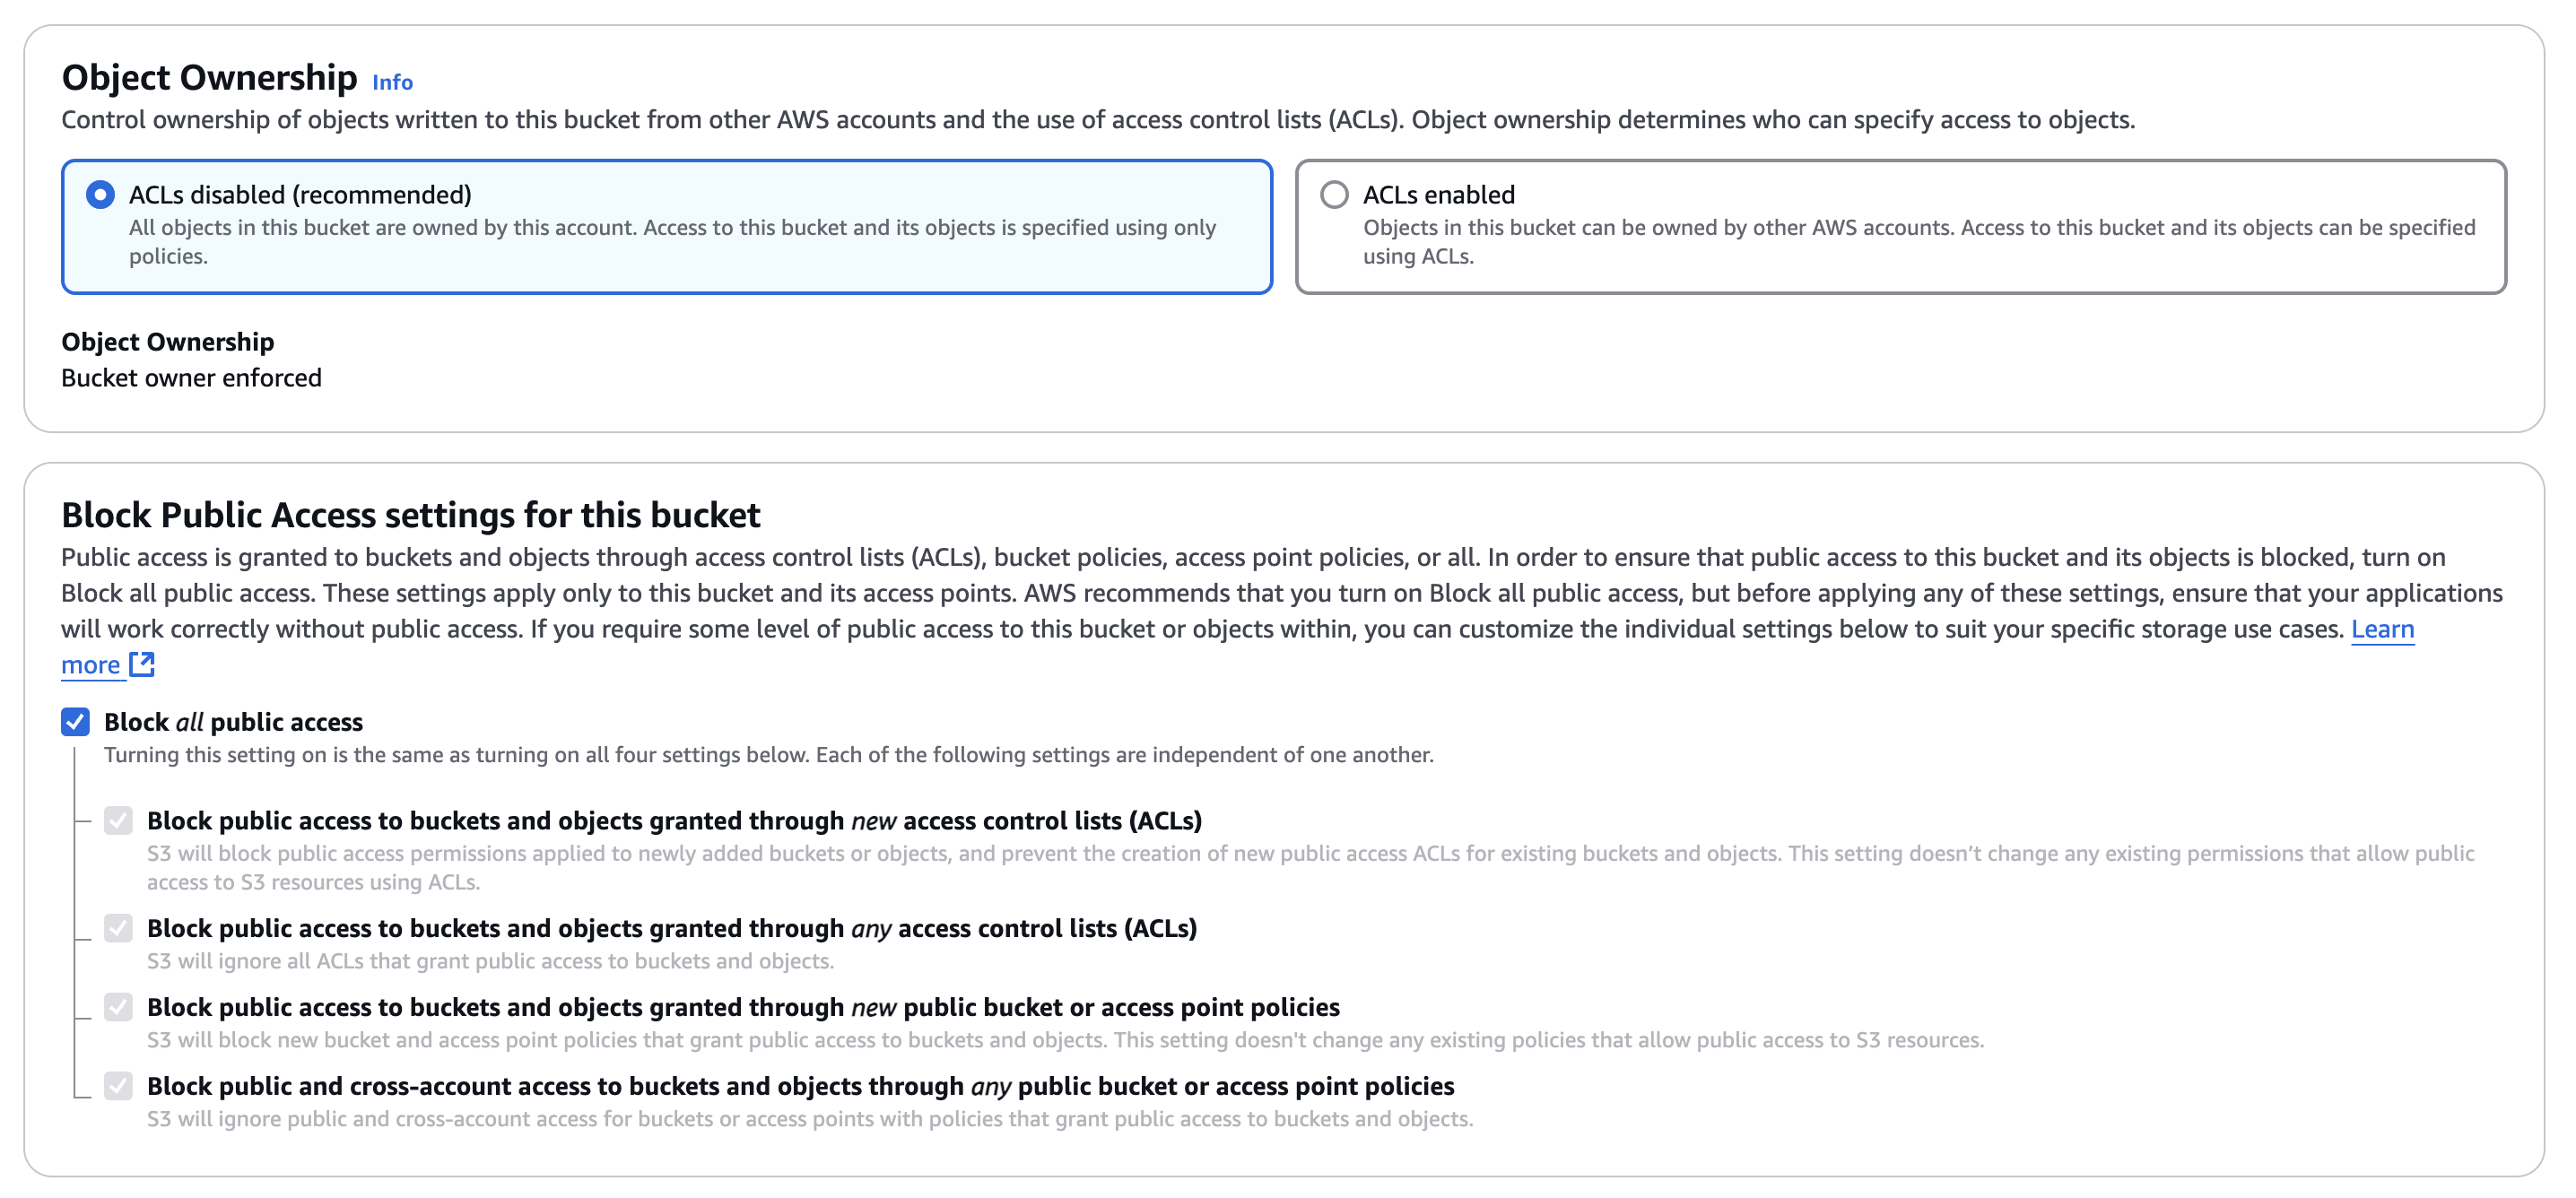 Object Ownership Info
Control ownership of objects written to this bucket from other AWS accounts and the use of access control lists (ACLs). Object ownership determines who can specify access to objects.
ACLs disabled (recommended)
All objects in this bucket are owned by this account. Access to this bucket and its objects is specified using only
policies.
ACLs enabled
Objects in this bucket can be owned by other AWS accounts. Access to this bucket and its objects can be specified
using ACLs.
Object Ownership
Bucket owner enforced
Block Public Access settings for this bucket
Public access is granted to buckets and objects through access control lists (ACLs), bucket policies, access point policies, or all. In order to ensure that public access to this bucket and its objects is blocked, turn on
Block all public access. These settings apply only to this bucket and its access points. AWS recommends that you turn on Block all public access, but before applying any of these settings, ensure that your applications
will work correctly without public access. If you require some level of public access to this bucket or objects within, you can customize the individual settings below to suit your specific storage use cases. Learn
more
Block all public access
Turning this setting on is the same as turning on all four settings below. Each of the following settings are independent of one another.
Block public access to buckets and objects granted through new access control lists (ACLs)
S3 will block public access permissions applied to newly added buckets or objects, and prevent the creation of new public access ACLs for existing buckets and objects. This setting doesn’t change any existing permissions that allow public
access to S3 resources using ACLs.
Block public access to buckets and objects granted through any access control lists (ACLs)
S3 will ignore all ACLs that grant public access to buckets and objects.
Block public access to buckets and objects granted through new public bucket or access point policies
S3 will block new bucket and access point policies that grant public access to buckets and objects. This setting doesn't change any existing policies that allow public access to S3 resources.
Block public and cross-account access to buckets and objects through any public bucket or access point policies
S3 will ignore public and cross-account access for buckets or access points with policies that grant public access to buckets and objects.